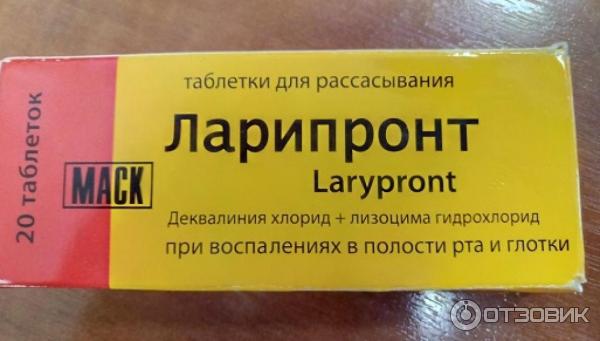 20 таблеток
MACK
таблетки для рассасывания
Ларипронт
Larypront
Деквалиния хлорид + лизоцима гидрохлорид
при воспалениях в полости рта и глотки
ОТЗОВИК